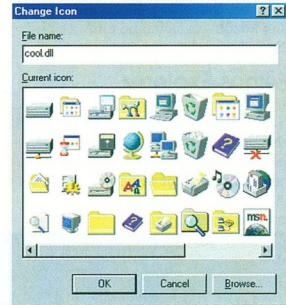 Change Icon
File name:
cool.dll
Current icon:
msn
OK
Cancel
Browse...